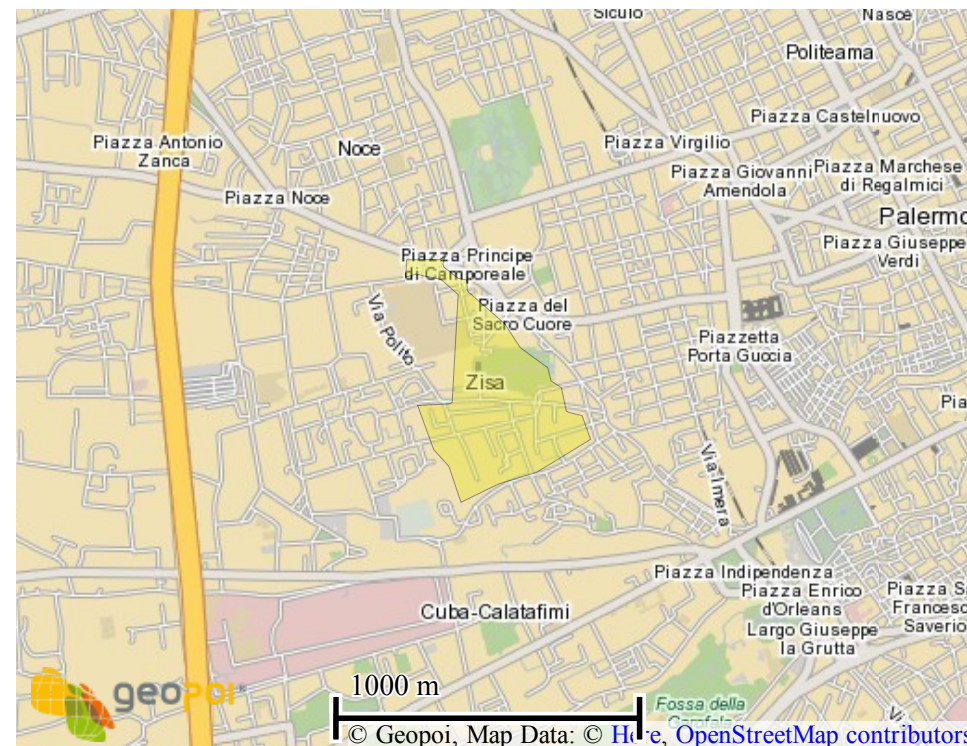 Siculo
Nasce
Politeama
Piazza Castelnuovo
Piazza Antonio
Zanca
Noce
Piazza Virgilio
Piazza Giovanni
Amendola
Piazza Marchese
di Regalmici
Piazza Noce
Palermo
Piazza Giuseppe
Verdi
Piazza Principe
di Camporeale
Via Polito
Piazza del
Sacro Cuore
Piazzetta
Porta Guccia
Zisa
Pia
Via Imera
Piazza Indipendenza
Piazza Enrico
d'Orleans
Piazza S
Francesc
Saverio
Cuba-Calatafimi
Largo Giuseppe
la Grutta
geopoi
1000 m
Fossa della
Garofala
© Geopoi, Map Data: © Here, OpenStreetMap contributors